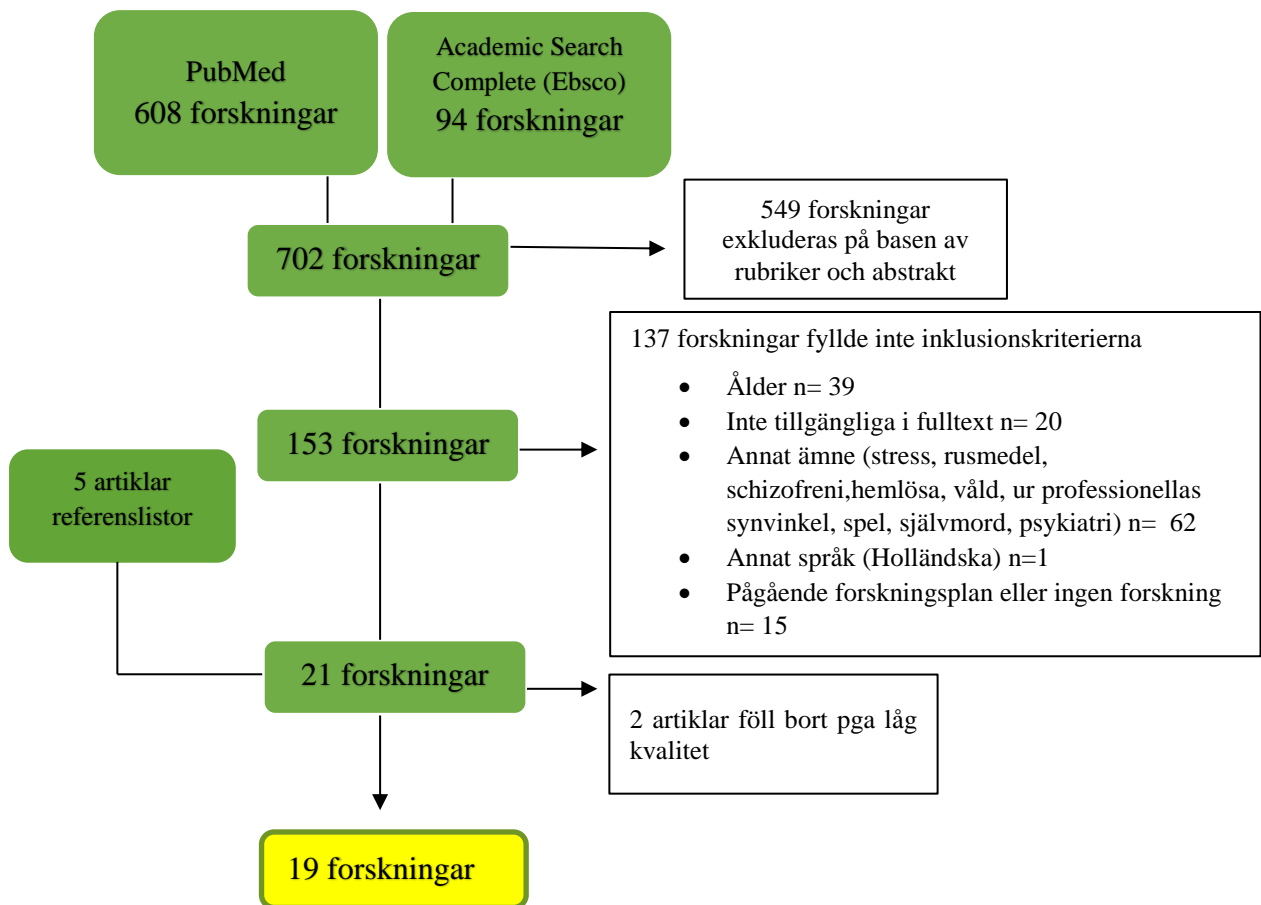 PubMed
608 forskningar
Academic Search
Complete (Ebsco)
94 forskningar
549 forskningar
exkluderas på basen av
rubriker och abstrakt
702 forskningar
137 forskningar fyllde inte inklusionskriterierna
• Ålder n= 39
• Inte tillgängliga i fulltext n= 20
• Annat ämne (stress, rusmedel,
schizofreni,hemlösa, våld, ur professionellas
synvinkel, spel, självmord, psykiatri) n= 62
• Annat språk (Holländska) n=1
• Pågående forskningsplan eller ingen forskning
n= 15
153 forskningar
5 artiklar
referenslistor
21 forskningar
2 artiklar föll bort pga låg
kvalitet
19 forskningar